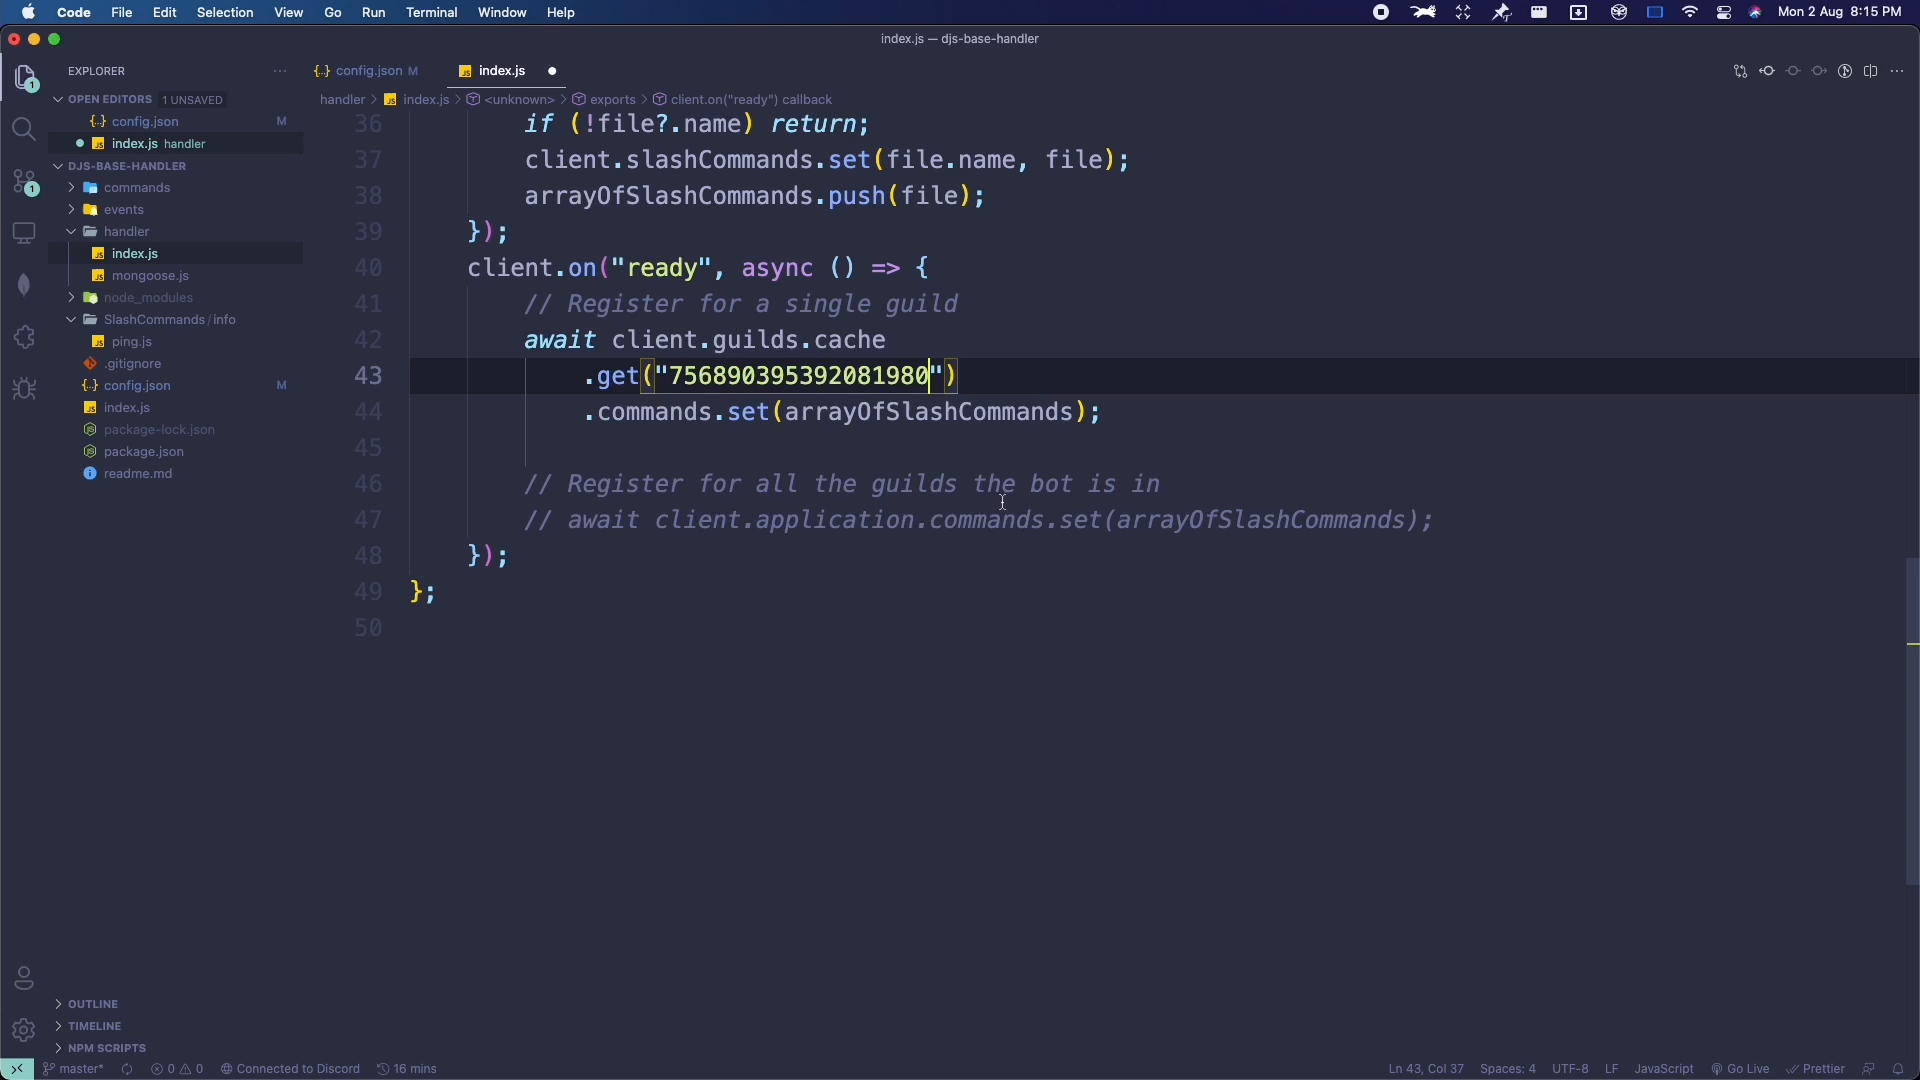 Code File Edit Selection View Go Run Terminal Window Help Mon 2 Aug 8:15 PM
index.js — djs-base-handler
EXPLORER
config.json M
index.js
OPEN EDITORS 1 UNSAVED
handler > index.js > <unknown> > exports > client.on("ready") callback
config.json M
index.js handler
DJS-BASE-HANDLER
commands
events
handler
index.js
mongoose.js
node_modules
SlashCommands / info
ping.js
.gitignore
config.json M
index.js
package-lock.json
package.json
readme.md
36 if (!file?.name) return;
37 client.slashCommands.set(file.name, file);
38 arrayOfSlashCommands.push(file);
39 });
40 client.on("ready", async () => {
41 // Register for a single guild
42 await client.guilds.cache
43 .get("756890395392081980")
44 .commands.set(arrayOfSlashCommands);
45
46 // Register for all the guilds the bot is in
47 // await client.application.commands.set(arrayOfSlashCommands);
48 });
49 };
50
OUTLINE
TIMELINE
NPM SCRIPTS
master* 0 0 Connected to Discord 16 mins Ln 43, Col 37 Spaces: 4 UTF-8 LF JavaScript Go Live Prettier